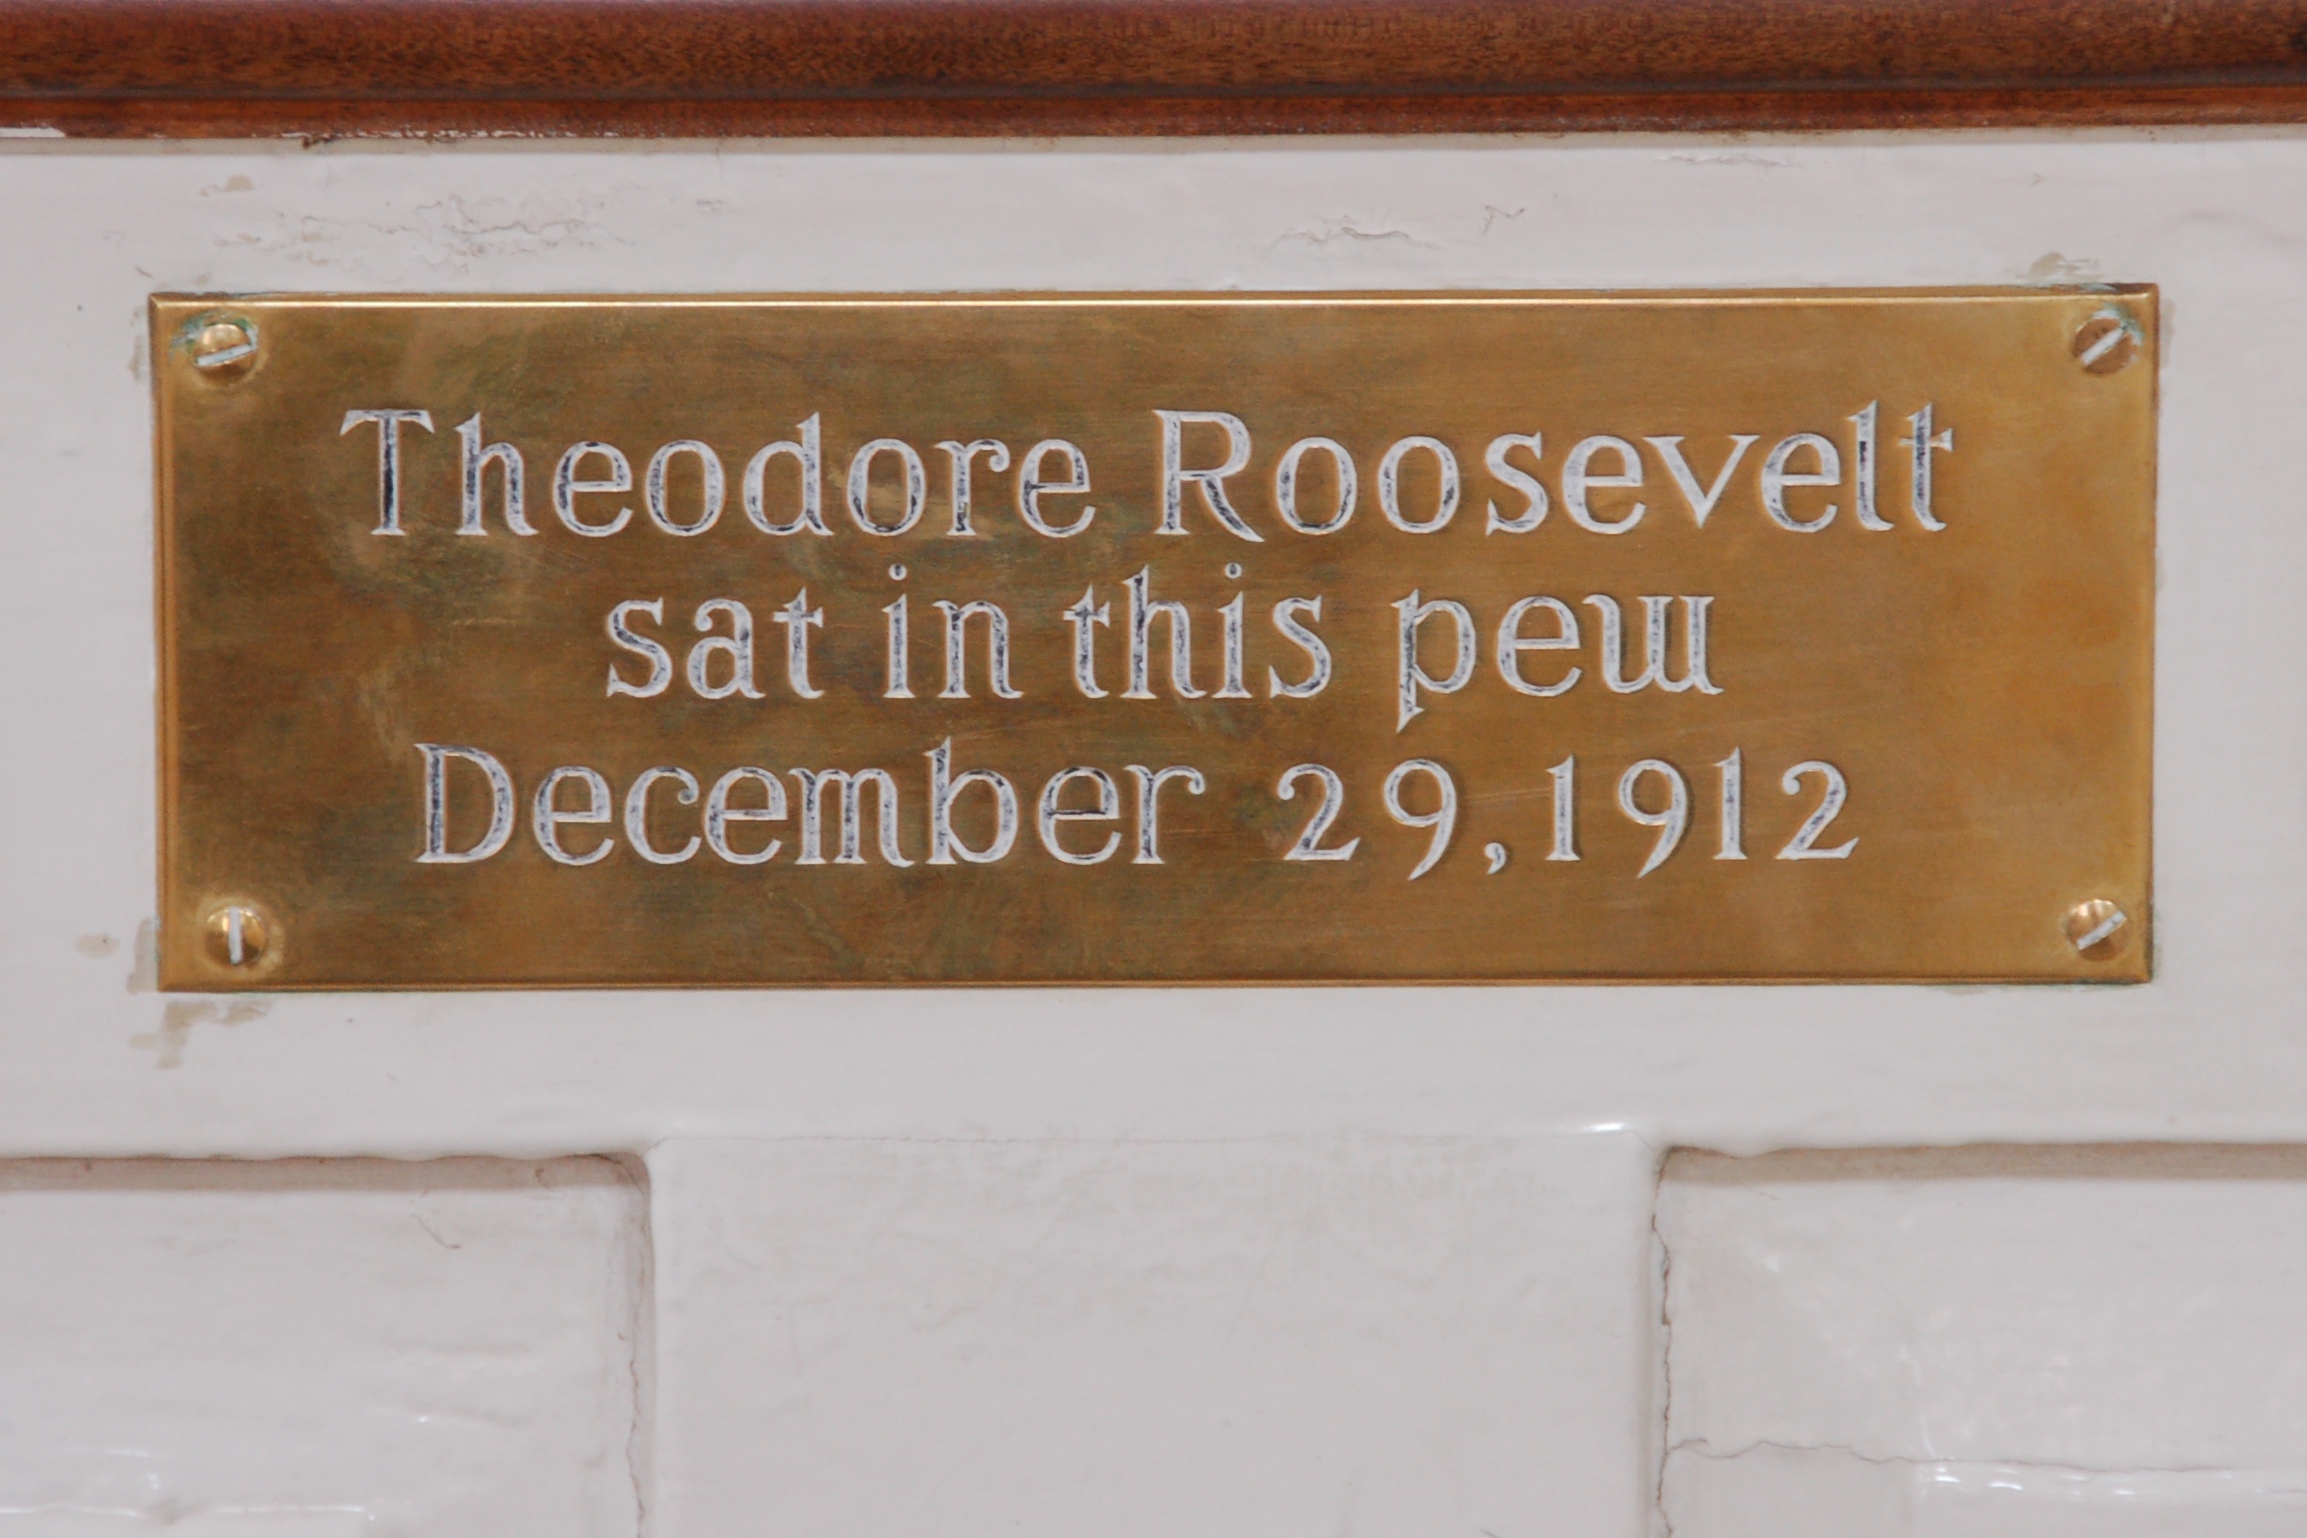 Theodore Roosevelt
sat in this pew
December 29, 1912